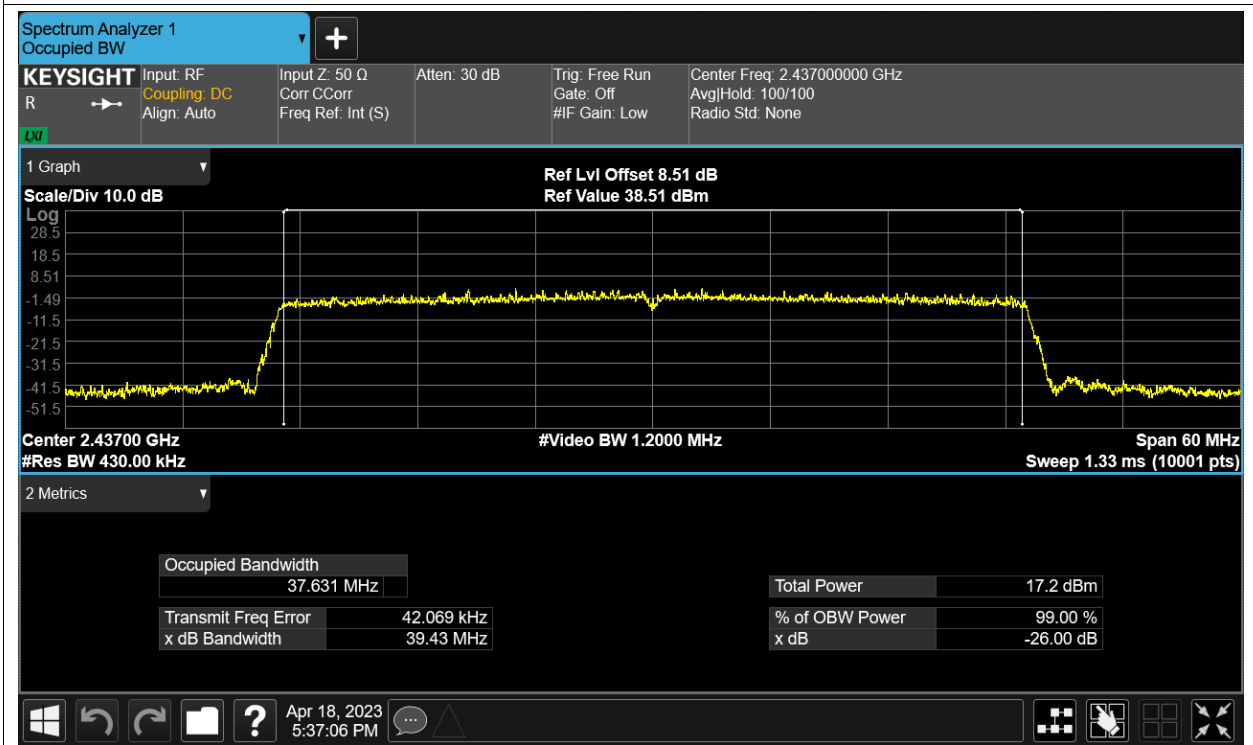 Spectrum Analyzer 1
Occupied BW
KEYSIGHT
R
LXI
Input: RF
Coupling: DC
Align: Auto
Input Z: 50 Ω
Corr CCorr
Freq Ref: Int (S)
Atten: 30 dB
Trig: Free Run
Gate: Off
#IF Gain: Low
Center Freq: 2.437000000 GHz
Avg|Hold: 100/100
Radio Std: None
1 Graph
Scale/Div 10.0 dB
Ref Lvl Offset 8.51 dB
Ref Value 38.51 dBm
Log
28.5
18.5
8.51
-1.49
-11.5
-21.5
-31.5
-41.5
-51.5
Center 2.43700 GHz
#Video BW 1.2000 MHz
Span 60 MHz
#Res BW 430.00 kHz
Sweep 1.33 ms (10001 pts)
2 Metrics
Occupied Bandwidth
37.631 MHz
Transmit Freq Error 42.069 kHz
x dB Bandwidth 39.43 MHz
Total Power 17.2 dBm
% of OBW Power 99.00 %
x dB -26.00 dB
?
Apr 18, 2023
5:37:06 PM